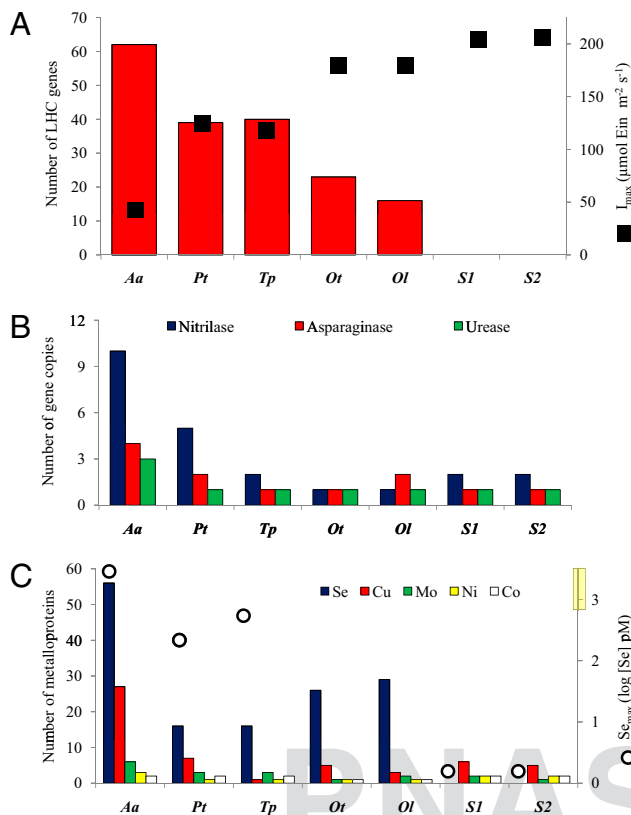 A
Number of LHC genes
70
60
50
40
30
20
10
0
200
150
100
50
0
Imax (μmol Ein m-2 s-1)
Aa Pt Tp Ot Ol S1 S2
B
Number of gene copies
12
9
6
3
0
Nitrilase Asparaginase Urease
Aa Pt Tp Ot Ol S1 S2
C
Number of metalloproteins
60
50
40
30
20
10
0
Se Cu Mo Ni Co
3
2
1
0
Semax (log [Se] pM)
Aa Pt Tp Ot Ol S1 S2
PNAS